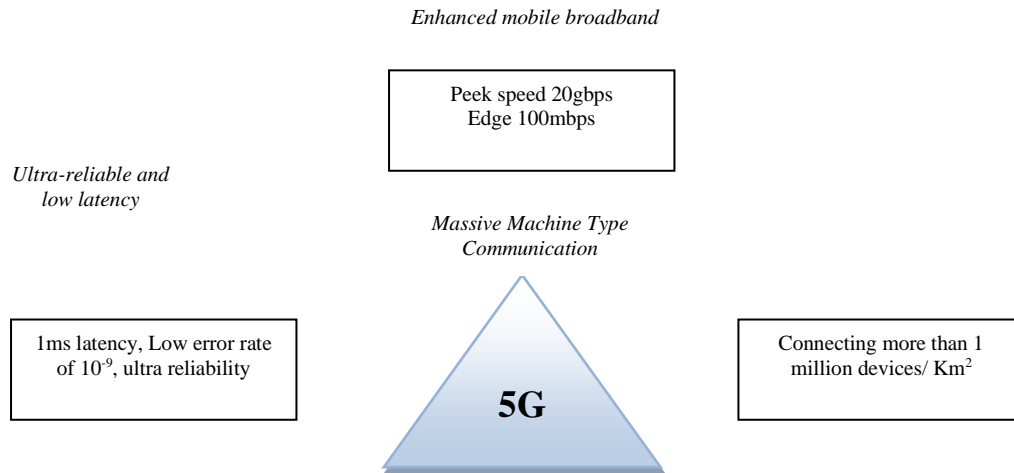 Enhanced mobile broadband
Peek speed 20gbps
Edge 100mbps
Ultra-reliable and
low latency
Massive Machine Type
Communication
1ms latency, Low error rate
of 10⁻⁹, ultra reliability
5G
Connecting more than 1
million devices/ Km²